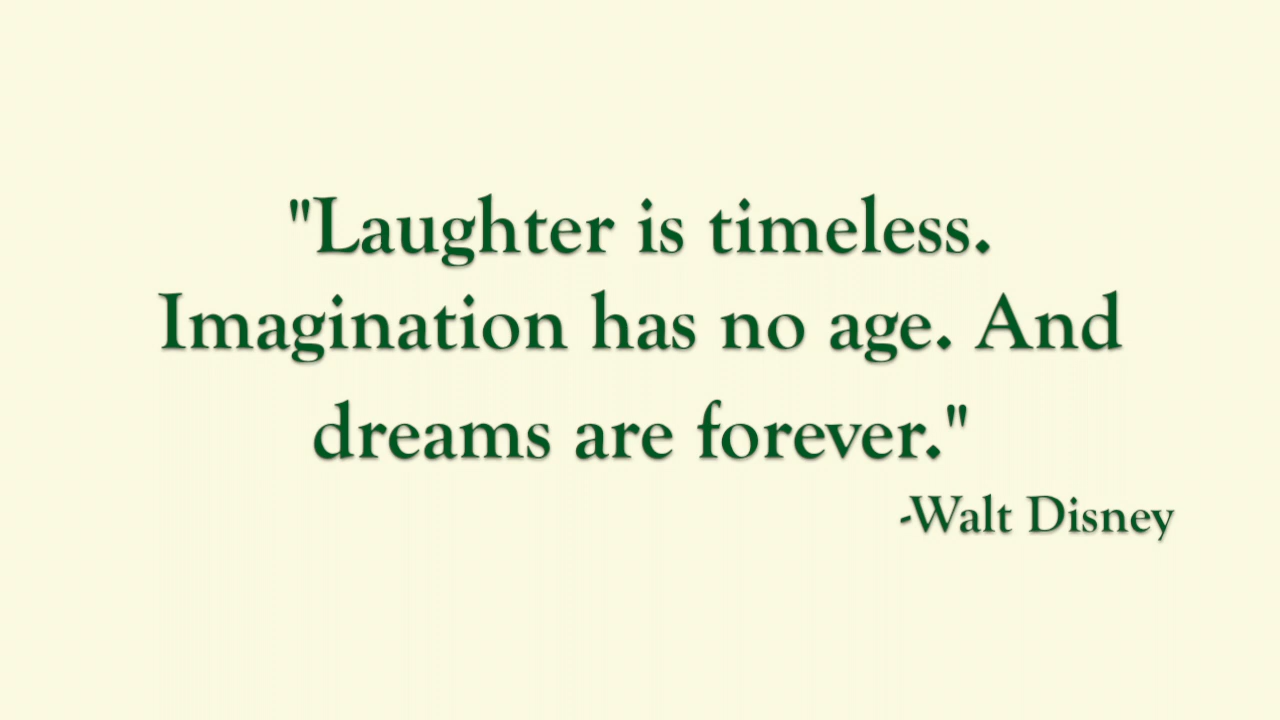 "Laughter is timeless.
Imagination has no age. And
dreams are forever."
-Walt Disney